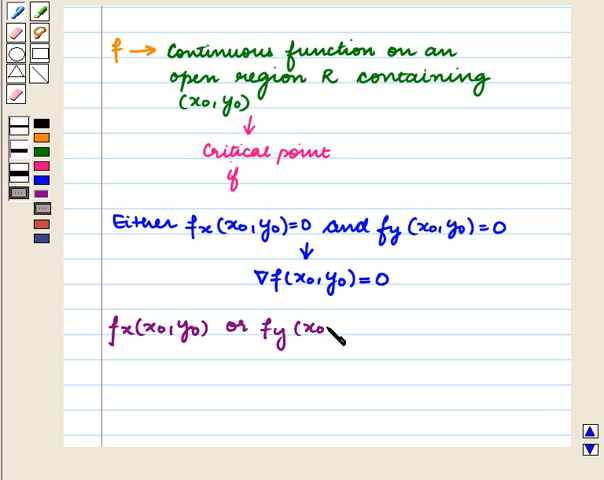 f → Continuous function on an
open region R containing
(x0, y0)
↓
Critical point
if
Either fx(x0, y0)=0 and fy(x0, y0)=0
↓
∇f(x0, y0)=0
fx(x0, y0) or fy(x0